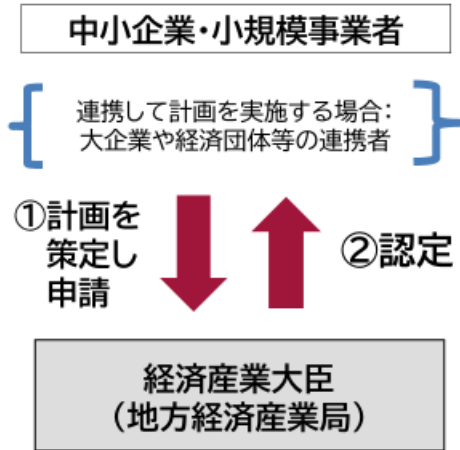 中小企業・小規模事業者
連携して計画を実施する場合:
大企業や経済団体等の連携者
①計画を
策定し
申請
②認定
経済産業大臣
(地方経済産業局)